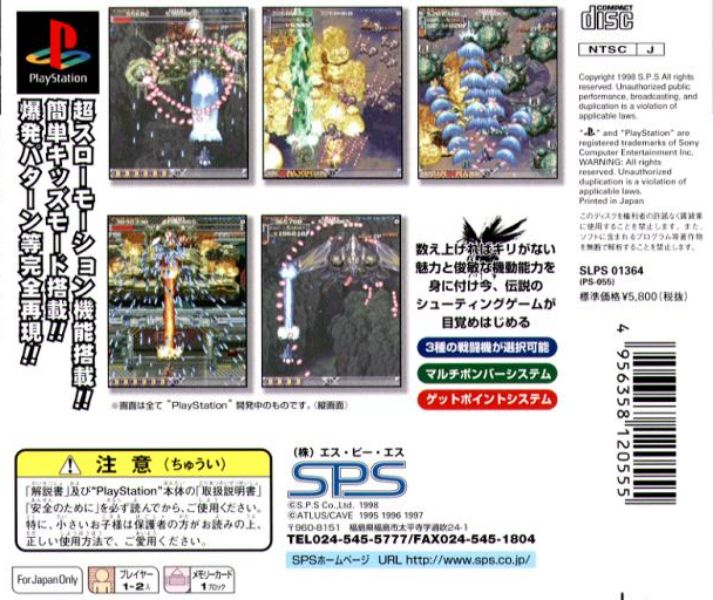 PlayStation
超スローモーション機能搭載!!
簡単キッズモード搭載!!
爆発パターン等完全再現!!
※画面は全て"PlayStation"開発中のものです。(縦画面)
数え上げればキリがない
魅力と俊敏な機動能力を
身に付け今、伝説の
シューティングゲームが
目覚めはじめる
3種の戦闘機が選択可能
マルチボンバーシステム
ゲットポイントシステム
COMPACT
disc
NTSC J
Copyright 1998 S.P.S All rights
reserved. Unauthorized public
performance, broadcasting, and
duplication is a violation of
applicable laws.
" " and "PlayStation" are
registered trademarks of Sony
Computer Entertainment Inc.
WARNING: All rights
reserved. Unauthorized
duplication is a violation of
applicable laws.
Printed in Japan
このディスクを権利者の許諾なく賃貸業
に使用することを禁止します。また、
ソフトに含まれるプログラム等著作物
を無断で解析することを禁止します。
SLPS 01364
(PS-055)
標準価格¥5,800(税抜)
4 956358 120555
注意(ちゅうい)
「解説書」及び"PlayStation"本体の「取扱説明書」
「安全のために」を必ず読んでから、ご使用ください。
特に、小さいお子様は保護者の方がお読みの上、
正しい使用方法で、ご愛用ください。
For Japan Only
プレイヤー
1~2人
メモリーカード
1ブロック
(株)エス・ピー・エス
SPS
©S.P.S Co.,Ltd. 1998
©ATLUS/CAVE 1995 1996 1997
〒960-8151 福島県福島市太平寺字過吹24-1
TEL024-545-5777/FAX024-545-1804
SPSホームページ URL http://www.sps.co.jp/